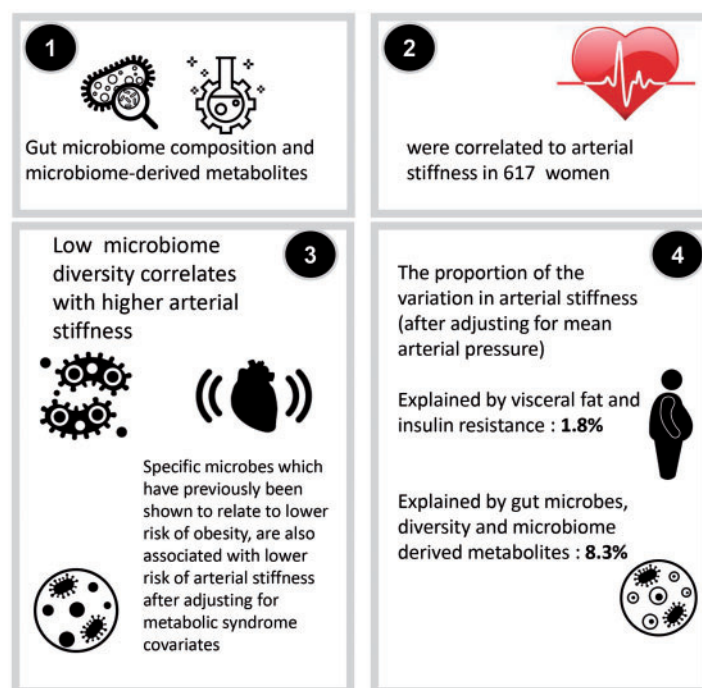 1
Gut microbiome composition and
microbiome-derived metabolites
2
were correlated to arterial
stiffness in 617 women
3
Low microbiome
diversity correlates
with higher arterial
stiffness
Specific microbes which
have previously been
shown to relate to lower
risk of obesity, are also
associated with lower
risk of arterial stiffness
after adjusting for
metabolic syndrome
covariates
4
The proportion of the
variation in arterial stiffness
(after adjusting for mean
arterial pressure)
Explained by visceral fat and
insulin resistance : 1.8%
Explained by gut microbes,
diversity and microbiome
derived metabolites : 8.3%